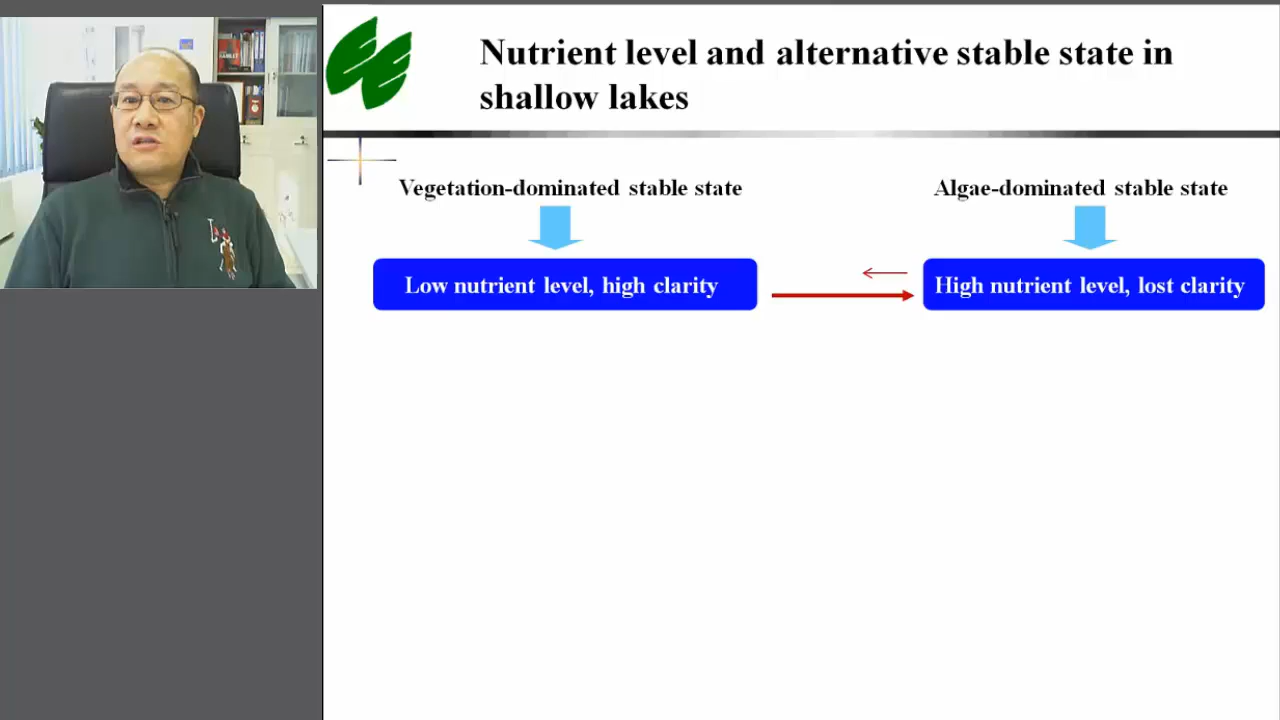 Nutrient level and alternative stable state in
shallow lakes
Vegetation-dominated stable state
Algae-dominated stable state
Low nutrient level, high clarity
High nutrient level, lost clarity